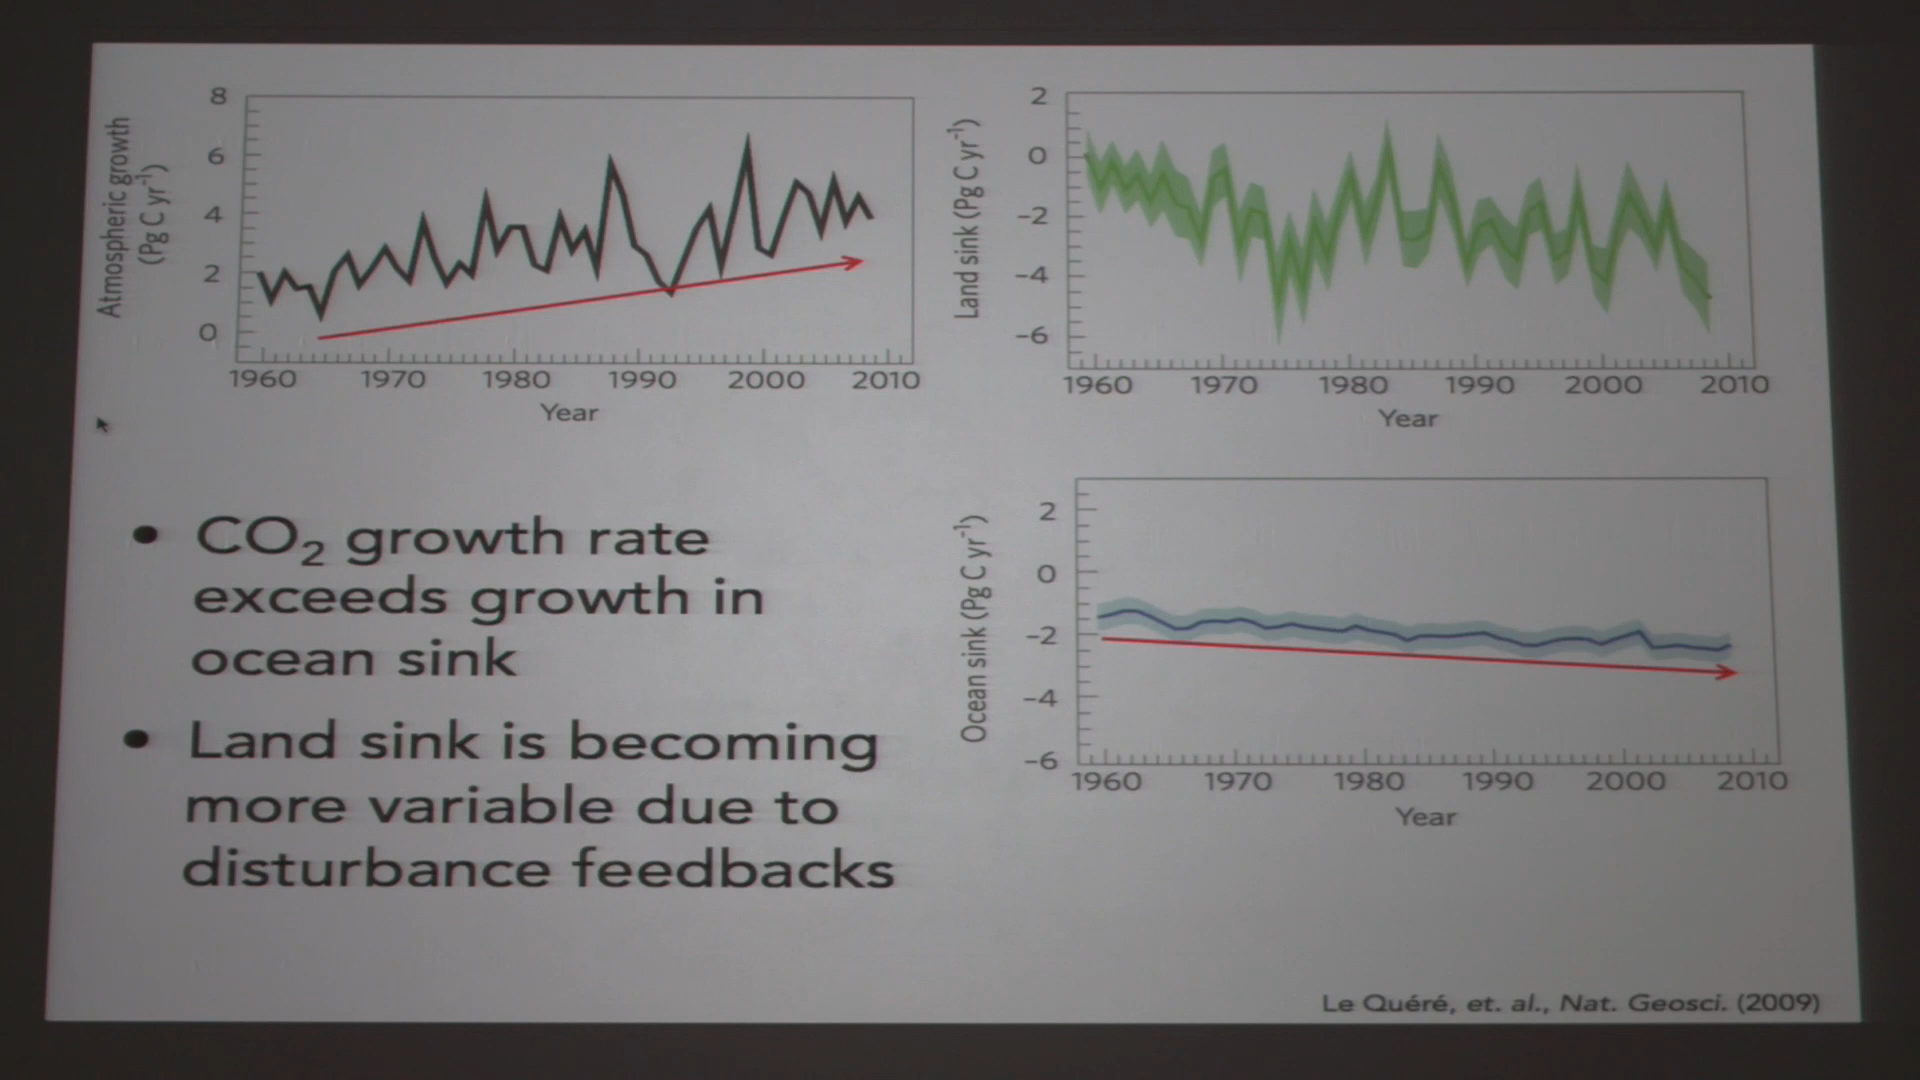 8
6
4
2
0
Atmospheric growth
(Pg C yr⁻¹)
1960 1970 1980 1990 2000 2010
Year
2
0
−2
−4
−6
Land sink (Pg C yr⁻¹)
1960 1970 1980 1990 2000 2010
Year
2
0
−2
−4
−6
Ocean sink (Pg C yr⁻¹)
1960 1970 1980 1990 2000 2010
Year
• CO₂ growth rate
exceeds growth in
ocean sink
• Land sink is becoming
more variable due to
disturbance feedbacks
Le Quéré, et. al., Nat. Geosci. (2009)